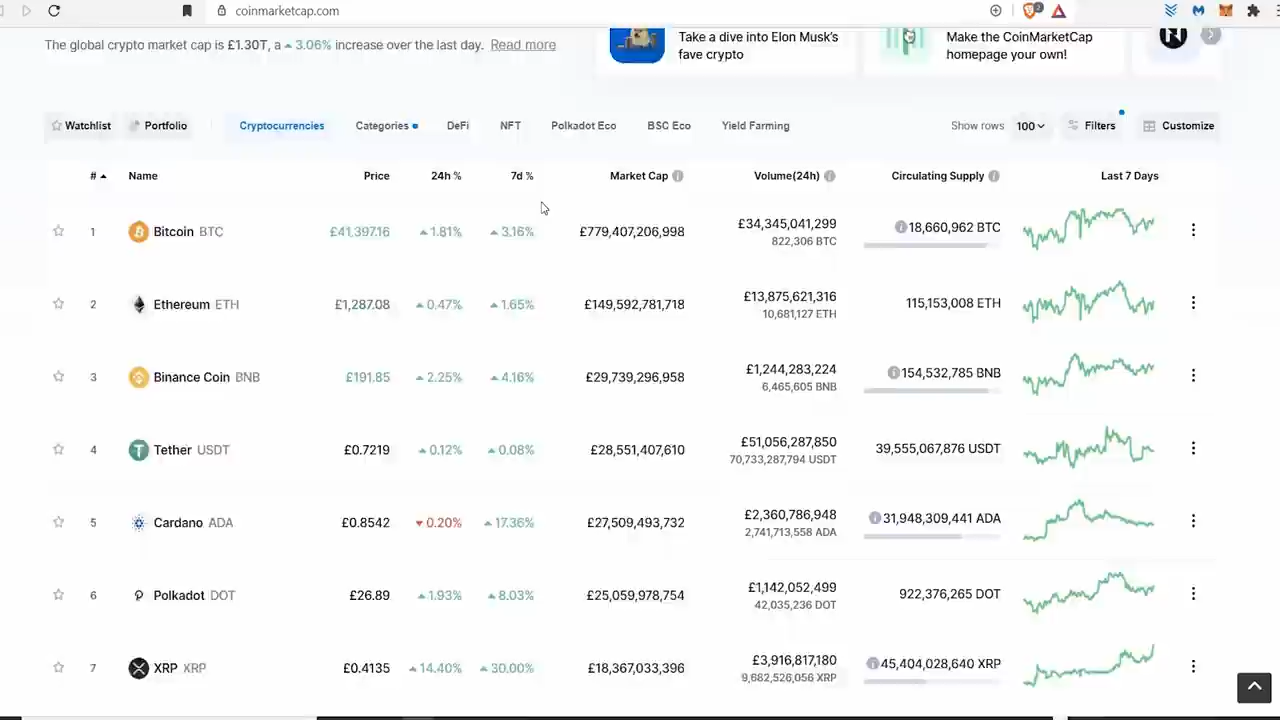 coinmarketcap.com
2
The global crypto market cap is £1.30T, a 3.06% increase over the last day. Read more
Take a dive into Elon Musk's
fave crypto
Make the CoinMarketCap
homepage your own!
Watchlist Portfolio Cryptocurrencies Categories DeFi NFT Polkadot Eco BSC Eco Yield Farming Show rows 100 Filters Customize
# Name Price 24h % 7d % Market Cap Volume(24h) Circulating Supply Last 7 Days
1 Bitcoin BTC £41,397.16 1.81% 3.16% £779,407,206,998 £34,345,041,299 18,660,962 BTC
822,306 BTC
2 Ethereum ETH £1,287.08 0.47% 1.65% £149,592,781,718 £13,875,621,316 115,153,008 ETH
10,681,127 ETH
3 Binance Coin BNB £191.85 2.25% 4.16% £29,739,296,958 £1,244,283,224 154,532,785 BNB
6,465,605 BNB
4 Tether USDT £0.7219 0.12% 0.08% £28,551,407,610 £51,056,287,850 39,555,067,876 USDT
70,733,287,794 USDT
5 Cardano ADA £0.8542 0.20% 17.36% £27,509,493,732 £2,360,786,948 31,948,309,441 ADA
2,741,713,558 ADA
6 Polkadot DOT £26.89 1.93% 8.03% £25,059,978,754 £1,142,052,499 922,376,265 DOT
42,035,236 DOT
7 XRP XRP £0.4135 14.40% 30.00% £18,367,033,396 £3,916,817,180 45,404,028,640 XRP
9,682,526,056 XRP